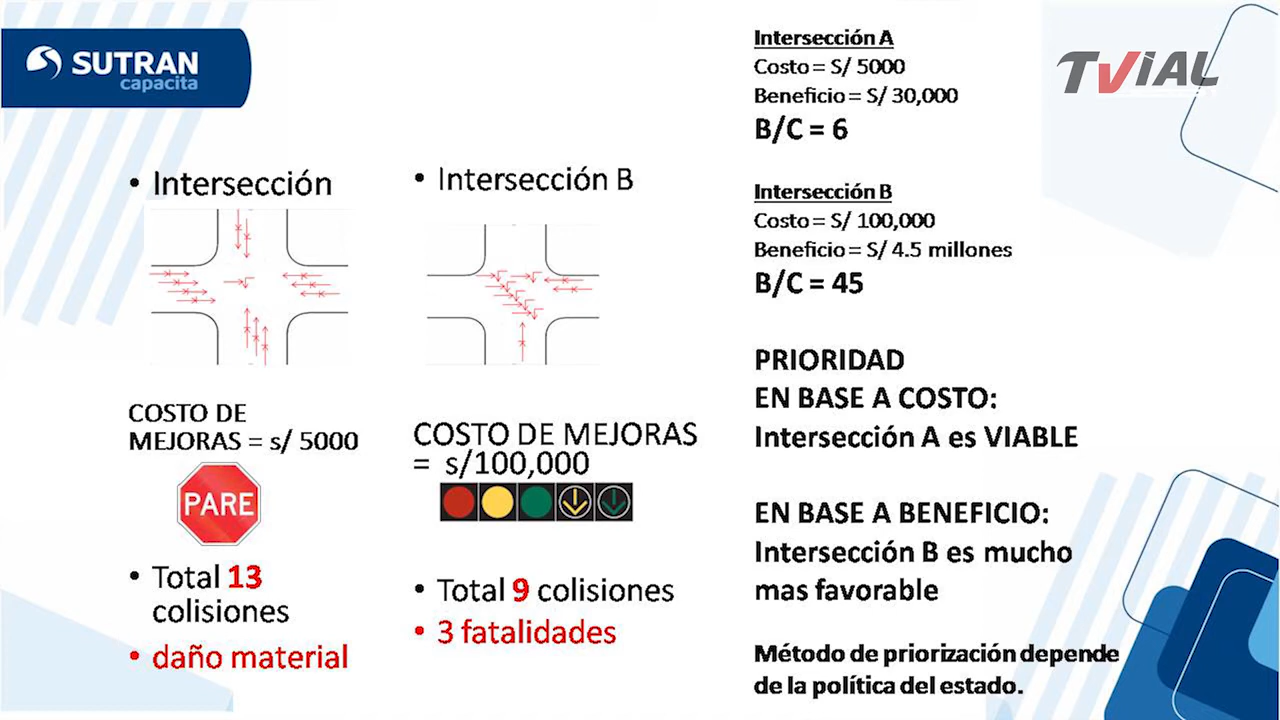 SUTRAN
capacita
• Intersección
COSTO DE
MEJORAS = s/ 5000
PARE
• Total 13
colisiones
• daño material
• Intersección B
COSTO DE MEJORAS
= s/100,000
• Total 9 colisiones
• 3 fatalidades
TViAL
Intersección A
Costo = S/ 5000
Beneficio = S/ 30,000
B/C = 6
Intersección B
Costo = S/ 100,000
Beneficio = S/ 4.5 millones
B/C = 45
PRIORIDAD
EN BASE A COSTO:
Intersección A es VIABLE
EN BASE A BENEFICIO:
Intersección B es mucho
mas favorable
Método de priorización depende
de la política del estado.